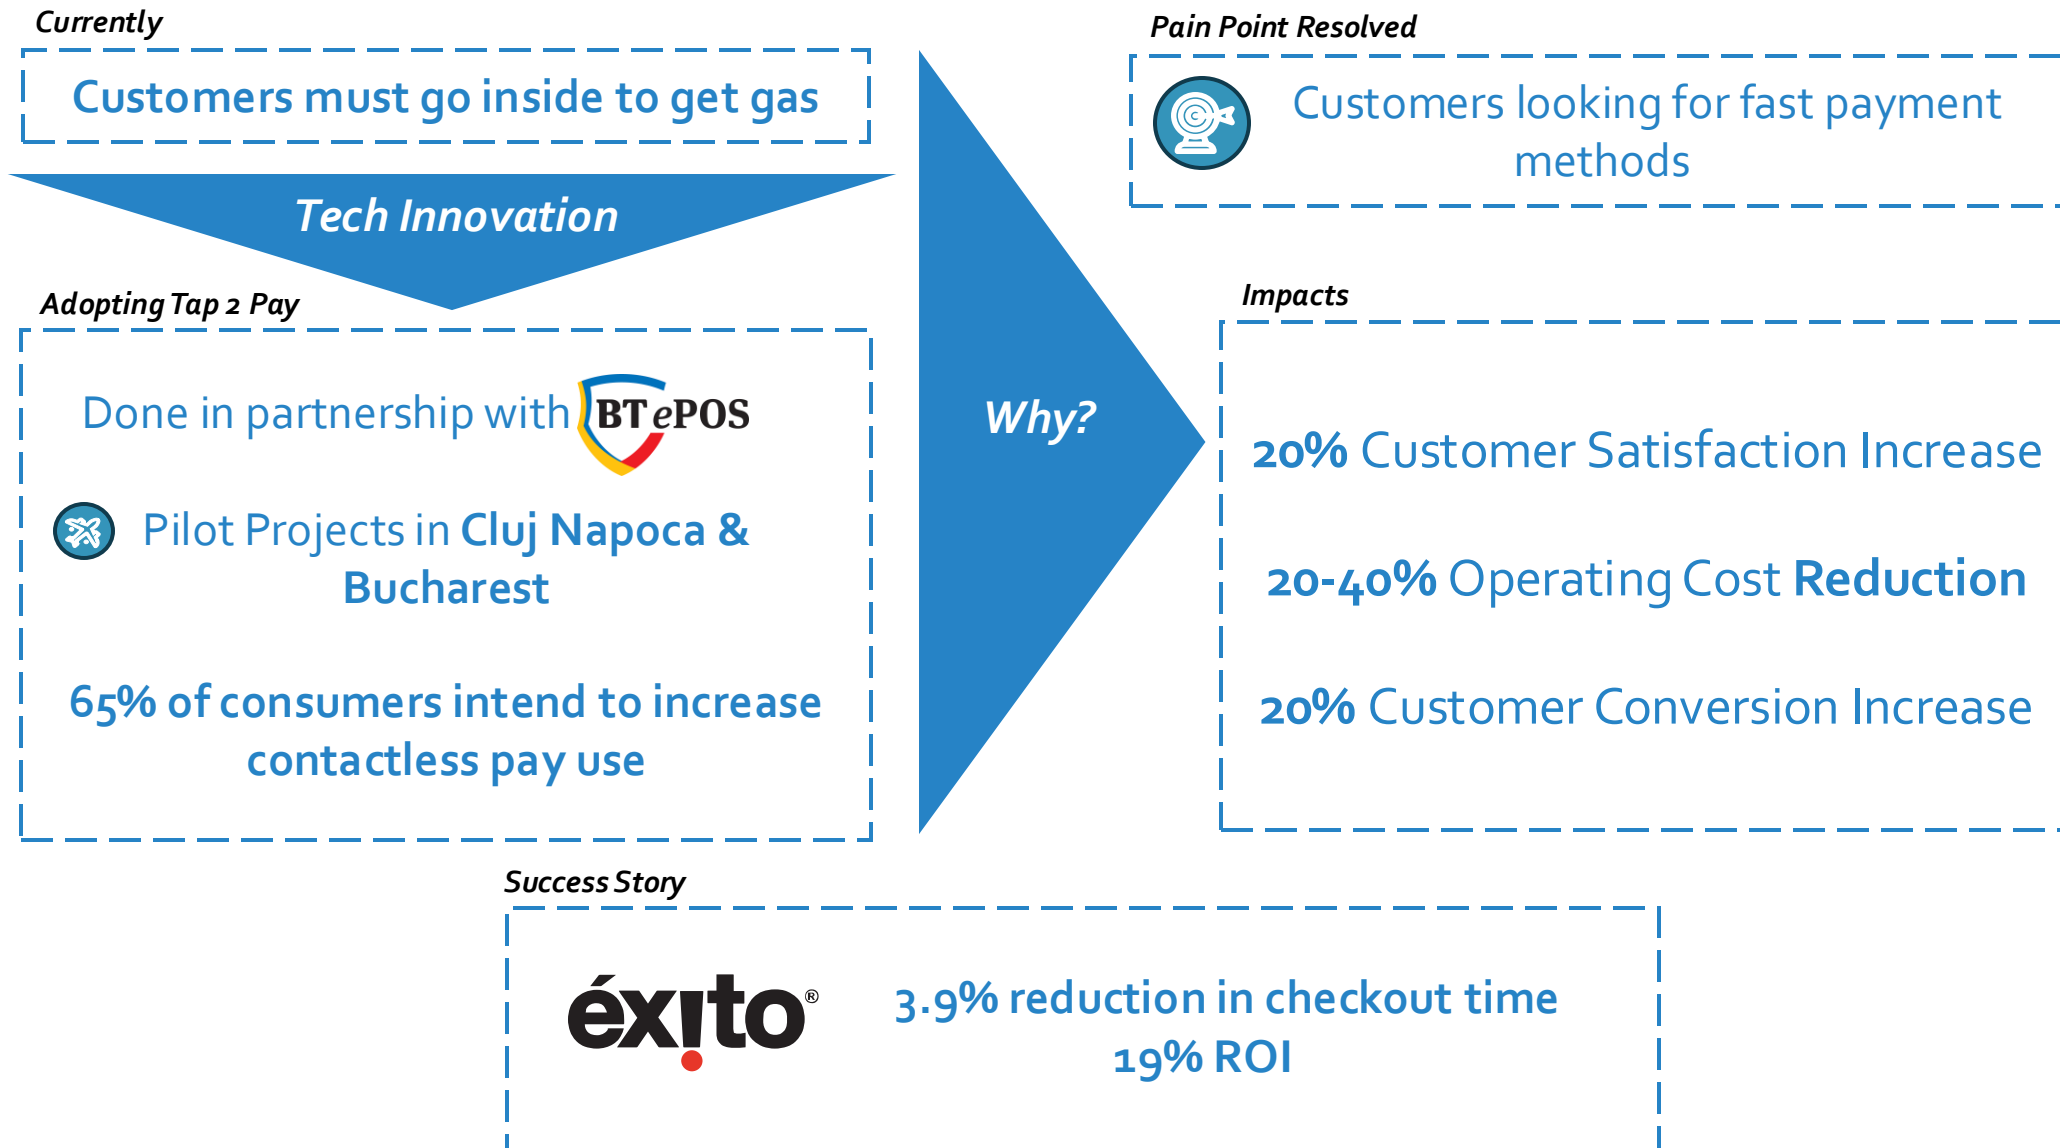 Currently
Customers must go inside to get gas
Tech Innovation
Adopting Tap 2 Pay
Done in partnership with BT ePOS
Pilot Projects in Cluj Napoca &
Bucharest
65% of consumers intend to increase
contactless pay use
Why?
Pain Point Resolved
Customers looking for fast payment
methods
Impacts
20% Customer Satisfaction Increase
20-40% Operating Cost Reduction
20% Customer Conversion Increase
Success Story
éxito®
3.9% reduction in checkout time
19% ROI